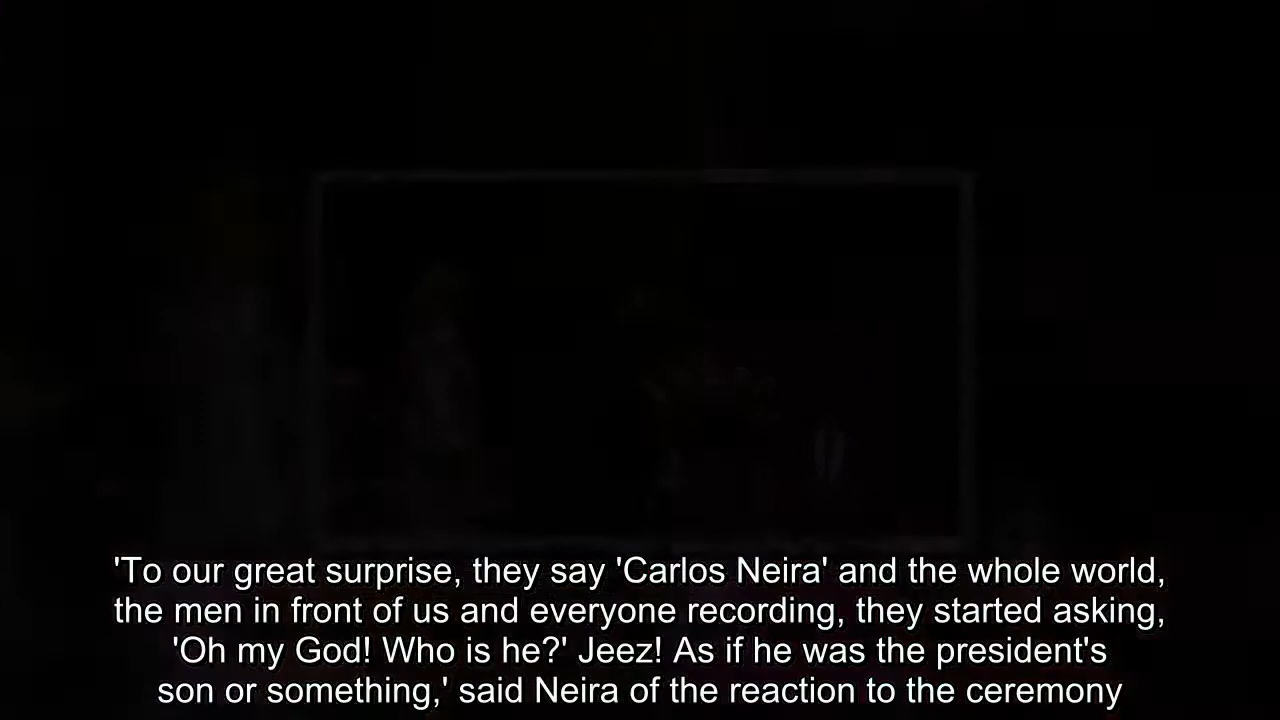 'To our great surprise, they say 'Carlos Neira' and the whole world,
the men in front of us and everyone recording, they started asking,
'Oh my God! Who is he?' Jeez! As if he was the president's
son or something,' said Neira of the reaction to the ceremony